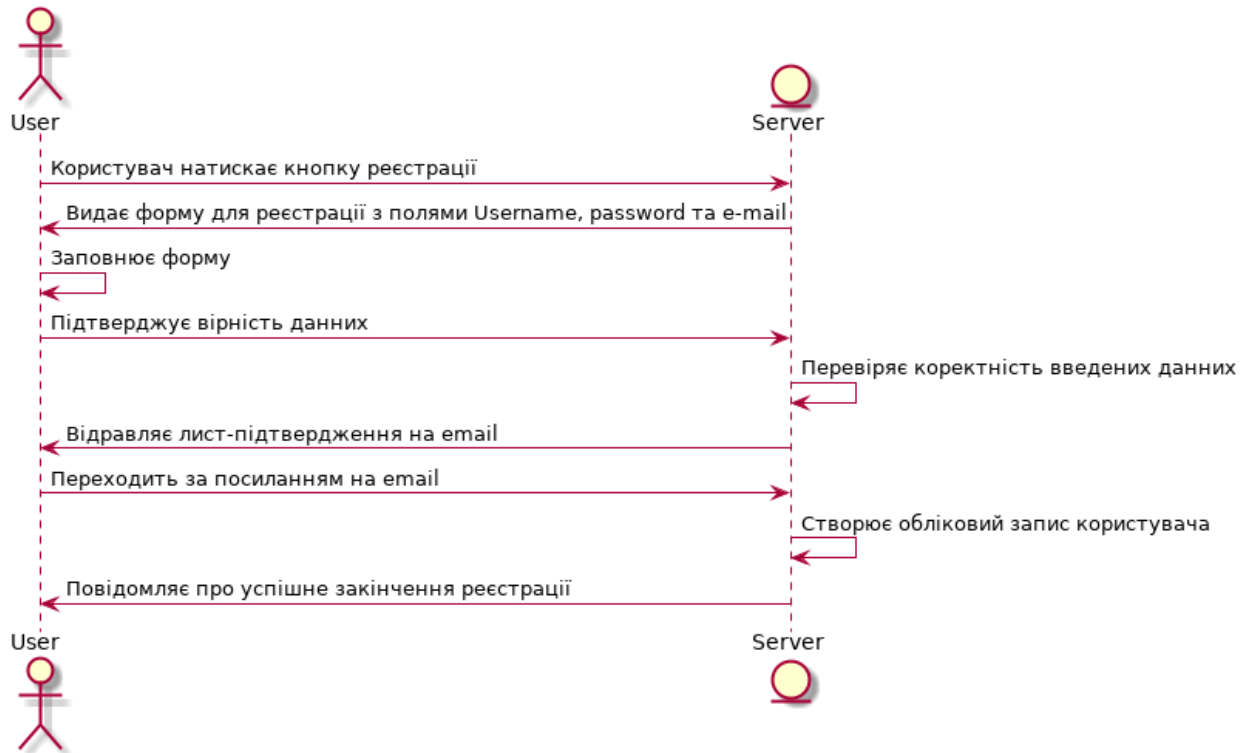 User
Server
Користувач натискає кнопку реєстрації
Видає форму для реєстрації з полями Username, password та e-mail
Заповнює форму
Підтверджує вірність данних
Перевіряє коректність введених данних
Відравляє лист-підтвердження на email
Переходить за посиланням на email
Створює обліковий запис користувача
Повідомляє про успішне закінчення реєстрації
User
Server